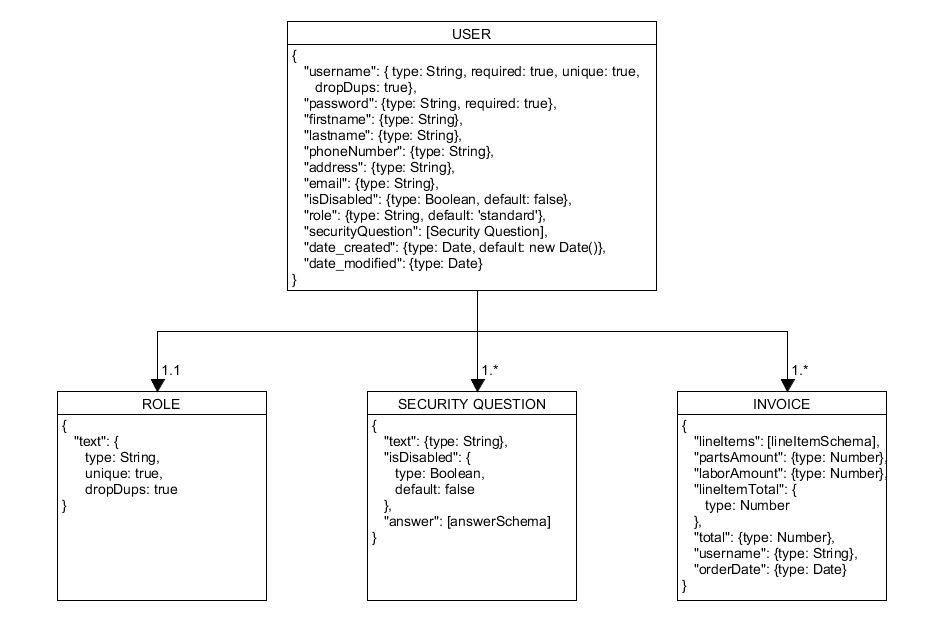 USER
{
"username": { type: String, required: true, unique: true,
dropDups: true},
"password": {type: String, required: true},
"firstname": {type: String},
"lastname": {type: String},
"phoneNumber": {type: String},
"address": {type: String},
"email": {type: String},
"isDisabled": {type: Boolean, default: false},
"role": {type: String, default: 'standard'},
"securityQuestion": [Security Question],
"date_created": {type: Date, default: new Date()},
"date_modified": {type: Date}
}
1.1
ROLE
{
"text": {
type: String,
unique: true,
dropDups: true
}
1.*
SECURITY QUESTION
{
"text": {type: String},
"isDisabled": {
type: Boolean,
default: false
},
"answer": [answerSchema]
}
1.*
INVOICE
{
"lineItems": [lineItemSchema],
"partsAmount": {type: Number},
"laborAmount": {type: Number},
"lineItemTotal": {
type: Number
},
"total": {type: Number},
"username": {type: String},
"orderDate": {type: Date}
}